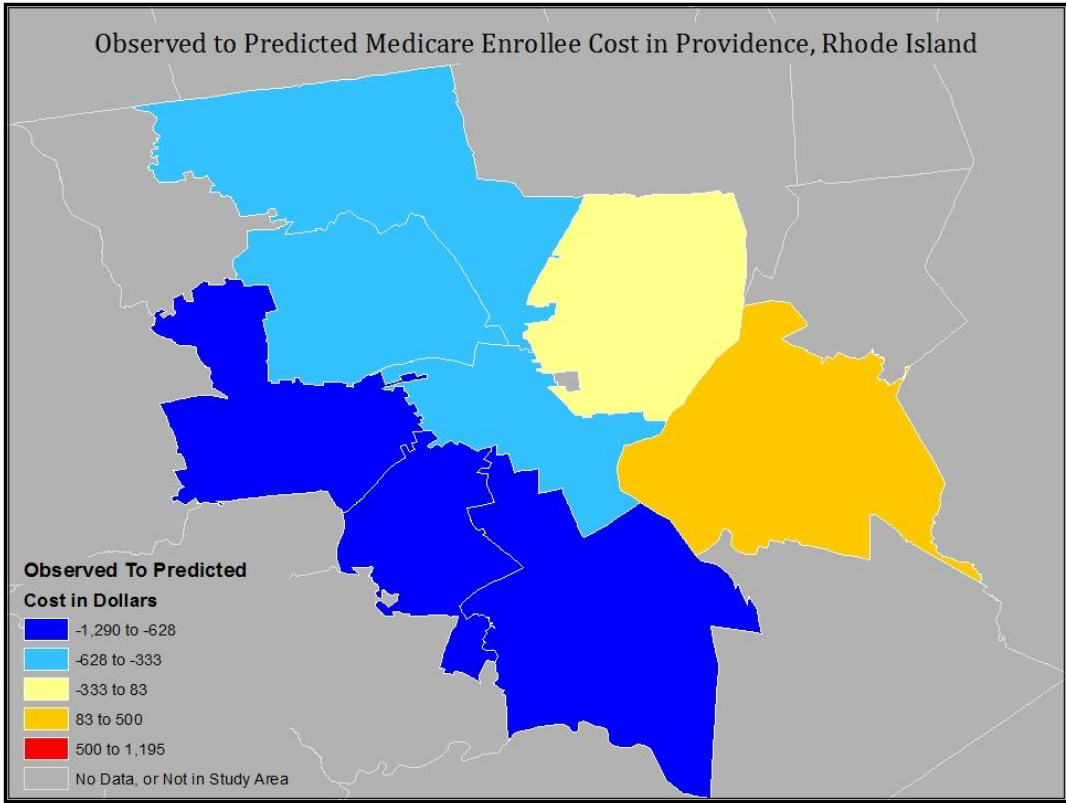 Observed to Predicted Medicare Enrollee Cost in Providence, Rhode Island
Observed To Predicted
Cost in Dollars
-1,290 to -628
-628 to -333
-333 to 83
83 to 500
500 to 1,195
No Data, or Not in Study Area